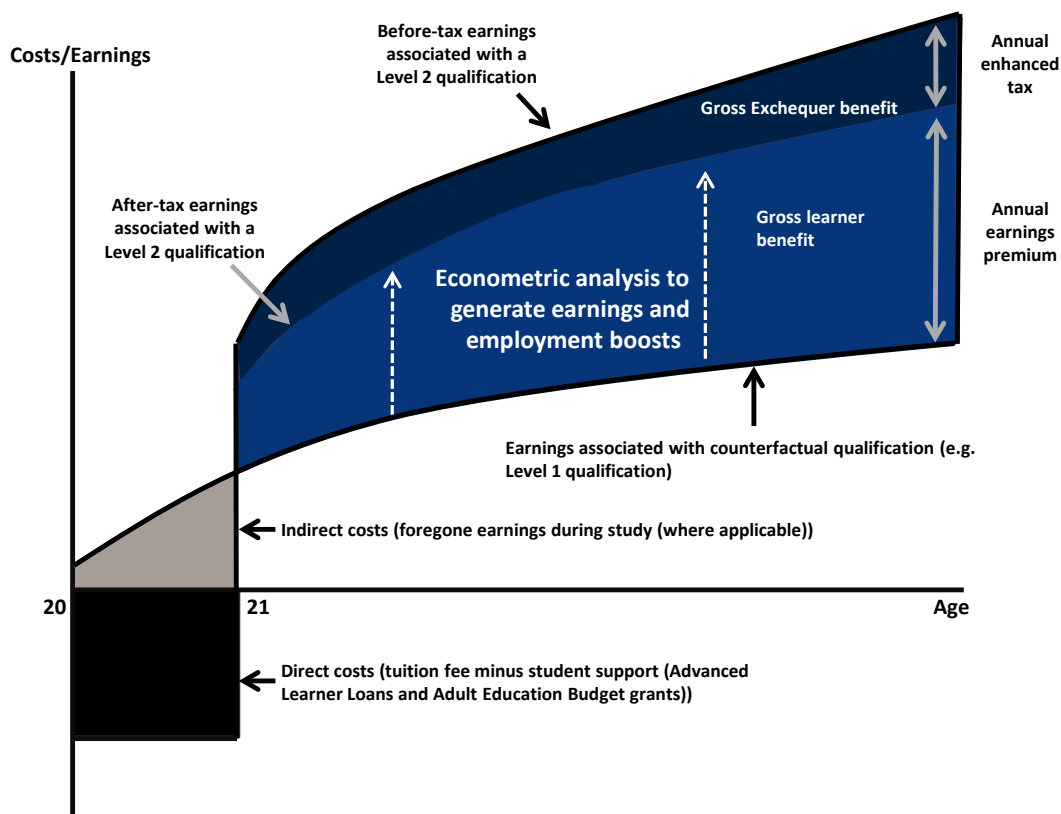 Costs/Earnings
Before-tax earnings
associated with a
Level 2 qualification
Annual
enhanced
tax
Gross Exchequer benefit
After-tax earnings
associated with a
Level 2 qualification
Gross learner
benefit
Annual
earnings
premium
Econometric analysis to
generate earnings and
employment boosts
Earnings associated with counterfactual qualification (e.g.
Level 1 qualification)
Indirect costs (foregone earnings during study (where applicable))
20
21
Age
Direct costs (tuition fee minus student support (Advanced
Learner Loans and Adult Education Budget grants))